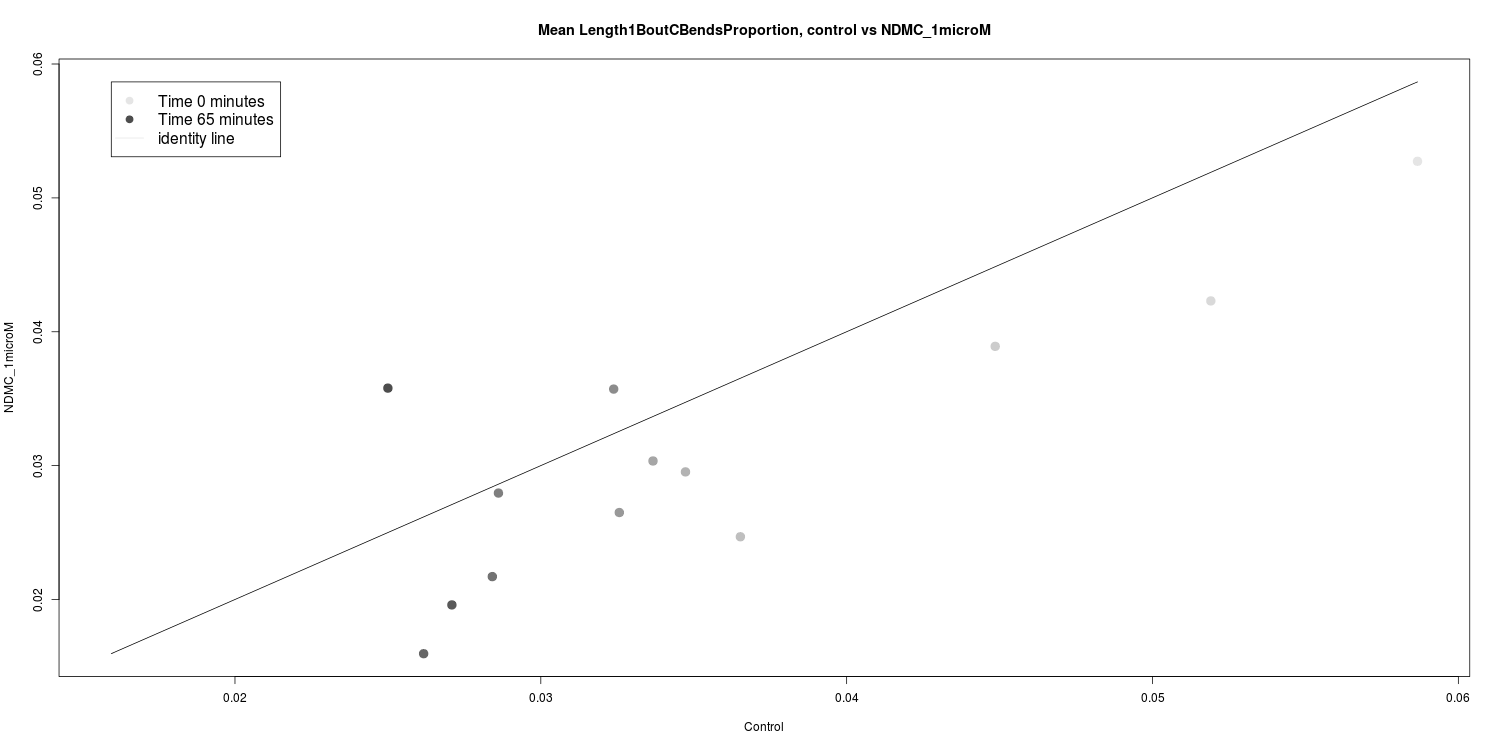 Mean Length1BoutCBendsProportion, control vs NDMC_1microM
Time 0 minutes
Time 65 minutes
identity line
NDMC_1microM
0.06
0.05
0.04
0.03
0.02
0.02
0.03
0.04
0.05
0.06
Control